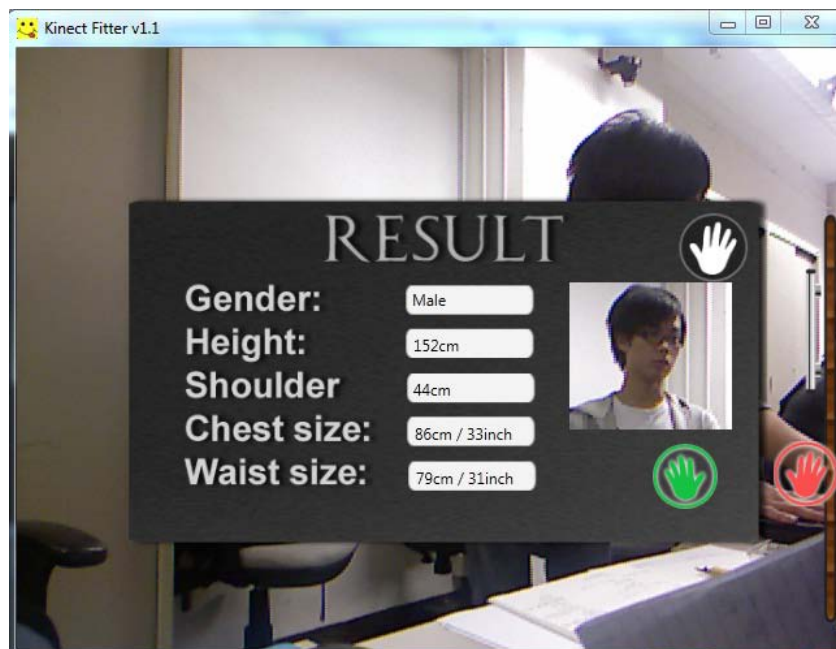 Kinect Fitter v1.1
RESULT
Gender: Male
Height: 152cm
Shoulder 44cm
Chest size: 86cm / 33inch
Waist size: 79cm / 31inch